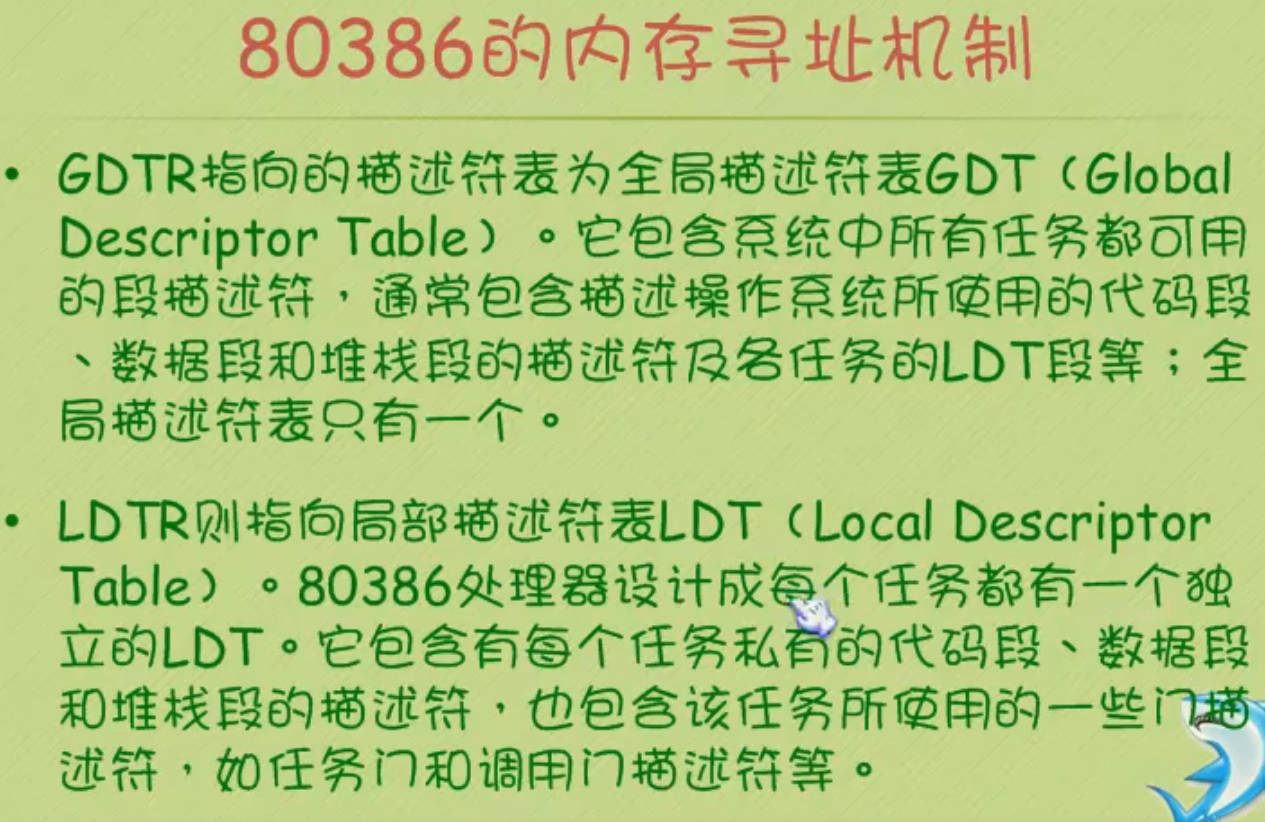 80386的内存寻址机制
• GDTR指向的描述符表为全局描述符表GDT（Global
Descriptor Table）。它包含系统中所有任务都可用
的段描述符，通常包含描述操作系统所使用的代码段
、数据段和堆栈段的描述符及各任务的LDT段等；全
局描述符表只有一个。
• LDTR则指向局部描述符表LDT（Local Descriptor
Table）。80386处理器设计成每个任务都有一个独
立的LDT。它包含有每个任务私有的代码段、数据段
和堆栈段的描述符，也包含该任务所使用的一些门描
述符，如任务门和调用门描述符等。